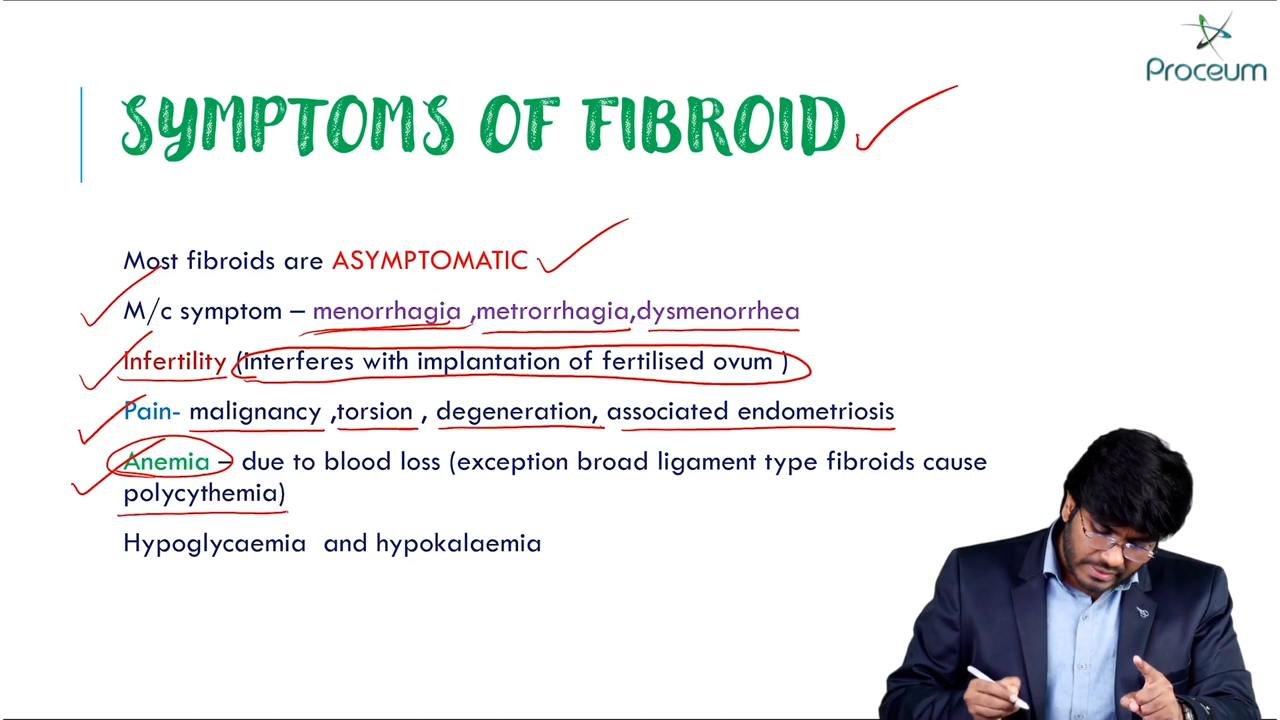 Proceum
SYMPTOMS OF FIBROID
Most fibroids are ASYMPTOMATIC
M/c symptom – menorrhagia ,metrorrhagia,dysmenorrhea
Infertility (interferes with implantation of fertilised ovum )
Pain- malignancy ,torsion , degeneration, associated endometriosis
Anemia – due to blood loss (exception broad ligament type fibroids cause
polycythemia)
Hypoglycaemia and hypokalaemia